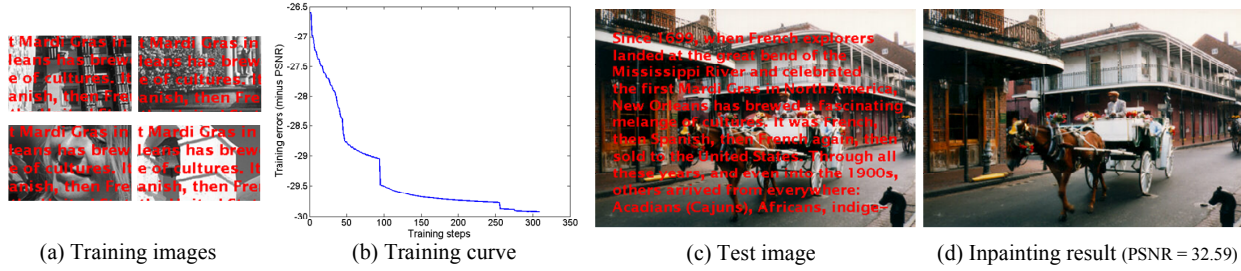 t Mardi Gras in
leans has brew
e of cultures. It
anish, then Fre
t Mardi Gras in
leans has brew
e of cultures. It
anish, then Fre
t Mardi Gras in
leans has brew
e of cultures. It
anish, then Fre
t Mardi Gras in
leans has brew
e of cultures. It
anish, then Fre
(a) Training images
-26.5
-27
-27.5
-28
-28.5
-29
-29.5
-30
Training errors (minus PSNR)
0 50 100 150 200 250 300 350
Training steps
(b) Training curve
Since 1699, when French explorers
landed at the great bend of the
Mississippi River and celebrated
the first Mardi Gras in North America,
New Orleans has brewed a fascinating
melange of cultures. It was French,
then Spanish, then French again, then
sold to the United States. Through all
these years, and even into the 1900s,
others arrived from everywhere:
Acadians (Cajuns), Africans, indige-
(c) Test image
(d) Inpainting result (PSNR = 32.59)